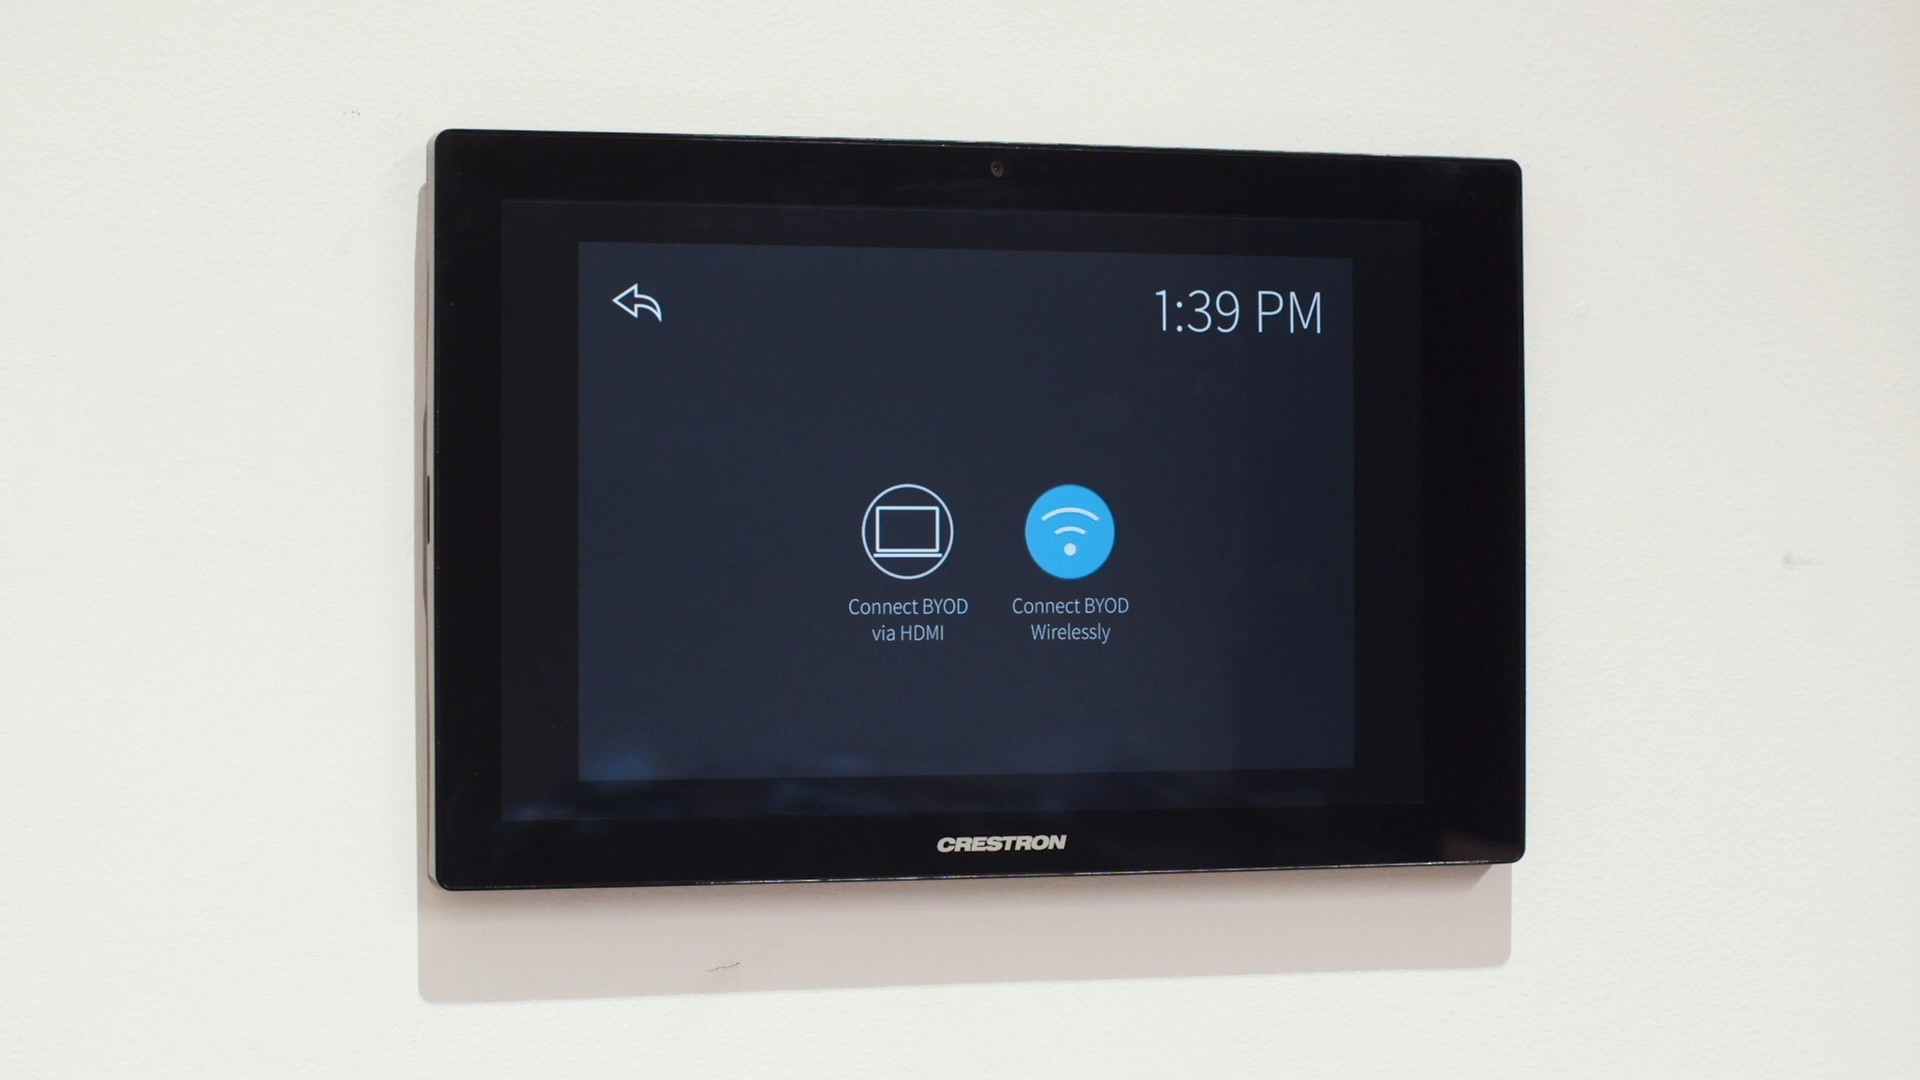 1:39 PM
Connect BYOD
via HDMI
Connect BYOD
Wirelessly
CRESTRON